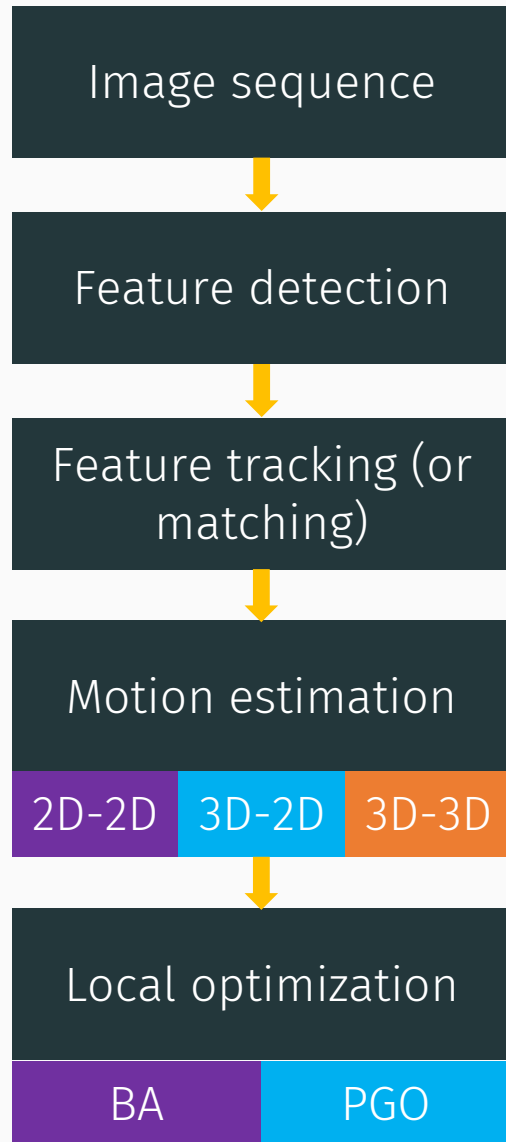 Image sequence
Feature detection
Feature tracking (or
matching)
Motion estimation
2D-2D 3D-2D 3D-3D
Local optimization
BA PGO